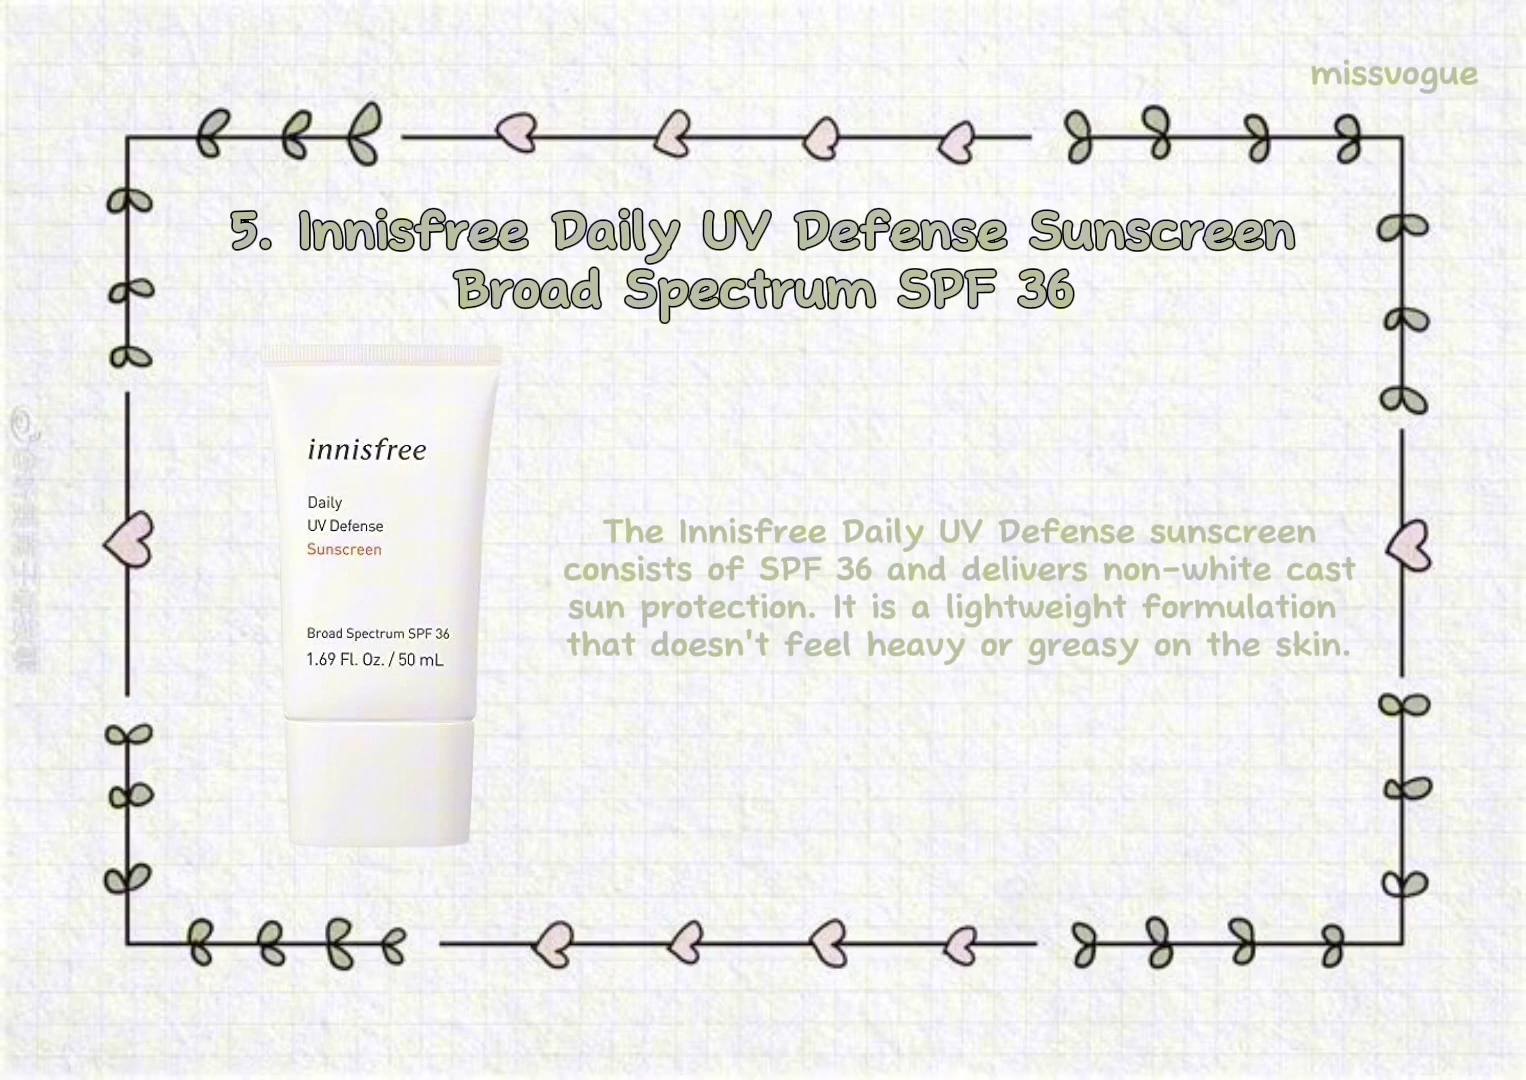 missvogue
5. Innisfree Daily UV Defense Sunscreen
Broad Spectrum SPF 36
innisfree
Daily
UV Defense
Sunscreen
Broad Spectrum SPF 36
1.69 Fl. Oz. / 50 mL
The Innisfree Daily UV Defense sunscreen
consists of SPF 36 and delivers non-white cast
sun protection. It is a lightweight formulation
that doesn't feel heavy or greasy on the skin.